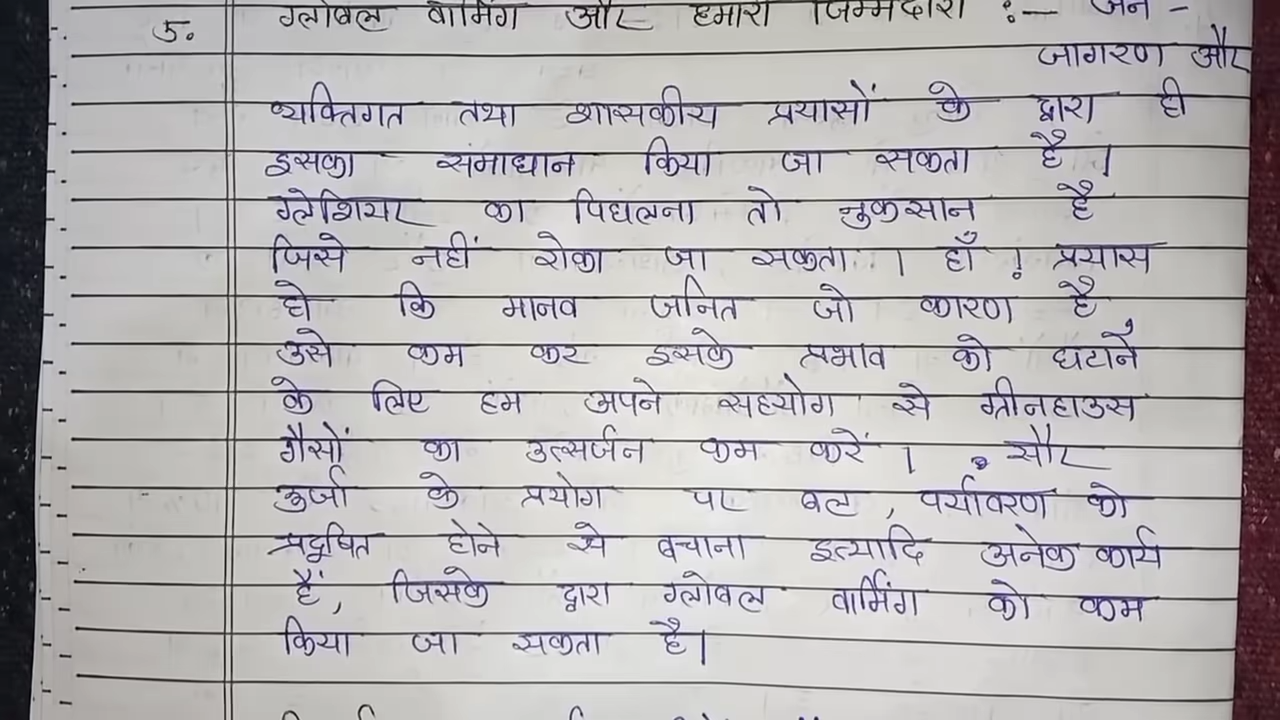 5. ग्लोबल वार्मिंग और हमारी जिम्मेदारी :— जन -
जागरण और
व्यक्तिगत तथा शासकीय प्रयासों के द्वारा ही
इसका समाधान किया जा सकता है।
ग्लेशियर का पिघलना तो नुकसान है
जिसे नहीं रोका जा सकता । हाँ ! प्रयास
हो कि मानव जनित जो कारण है
उसे कम कर इसके प्रभाव को घटाने
के लिए हम अपने सहयोग से ग्रीनहाउस
गैसों का उत्सर्जन कम करें । सौर
ऊर्जा के प्रयोग पर बल , पर्यावरण को
प्रदूषित होने से बचाना इत्यादि अनेक कार्य
हैं, जिसके द्वारा ग्लोबल वार्मिंग को कम
किया जा सकता है।